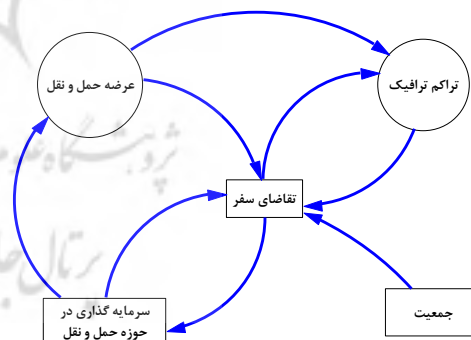 عرضه حمل و نقل
تراکم ترافیک
تقاضای سفر
سرمایه گذاری در
حوزه حمل و نقل
جمعیت